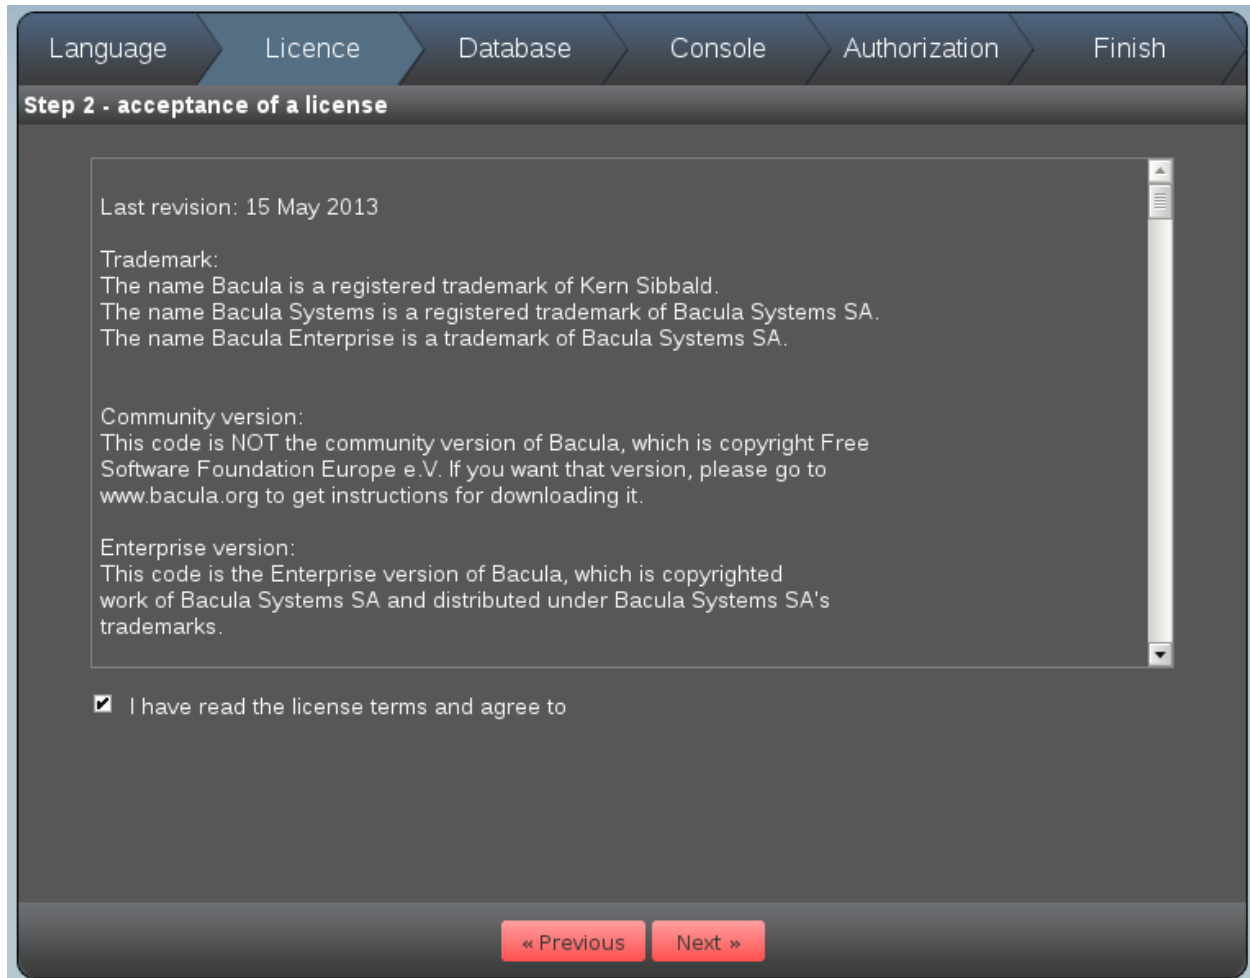 Language Licence Database Console Authorization Finish
Step 2 - acceptance of a license
Last revision: 15 May 2013
Trademark:
The name Bacula is a registered trademark of Kern Sibbald.
The name Bacula Systems is a registered trademark of Bacula Systems SA.
The name Bacula Enterprise is a trademark of Bacula Systems SA.
Community version:
This code is NOT the community version of Bacula, which is copyright Free
Software Foundation Europe e.V. If you want that version, please go to
www.bacula.org to get instructions for downloading it.
Enterprise version:
This code is the Enterprise version of Bacula, which is copyrighted
work of Bacula Systems SA and distributed under Bacula Systems SA's
trademarks.
I have read the license terms and agree to
« Previous Next »